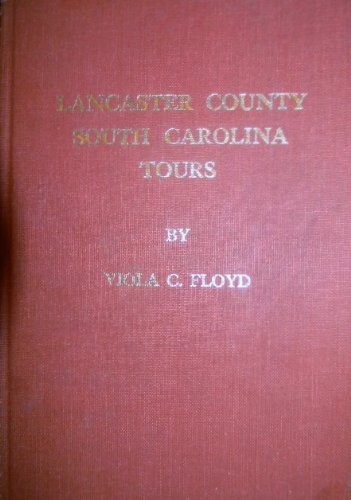 LANCASTER COUNTY
SOUTH CAROLINA
TOURS
BY
VIOLA C. FLOYD